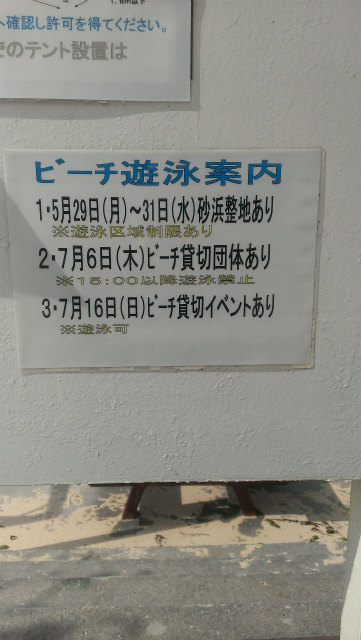 1.8m以下
へ確認し許可を得てください。
でのテント設置は
ビーチ遊泳案内
1・5月29日(月)～31日(水)砂浜整地あり
※遊泳区域制限あり
2・7月6日(木)ビーチ貸切団体あり
※15:00以降遊泳禁止
3・7月16日(日)ビーチ貸切イベントあり
※遊泳可